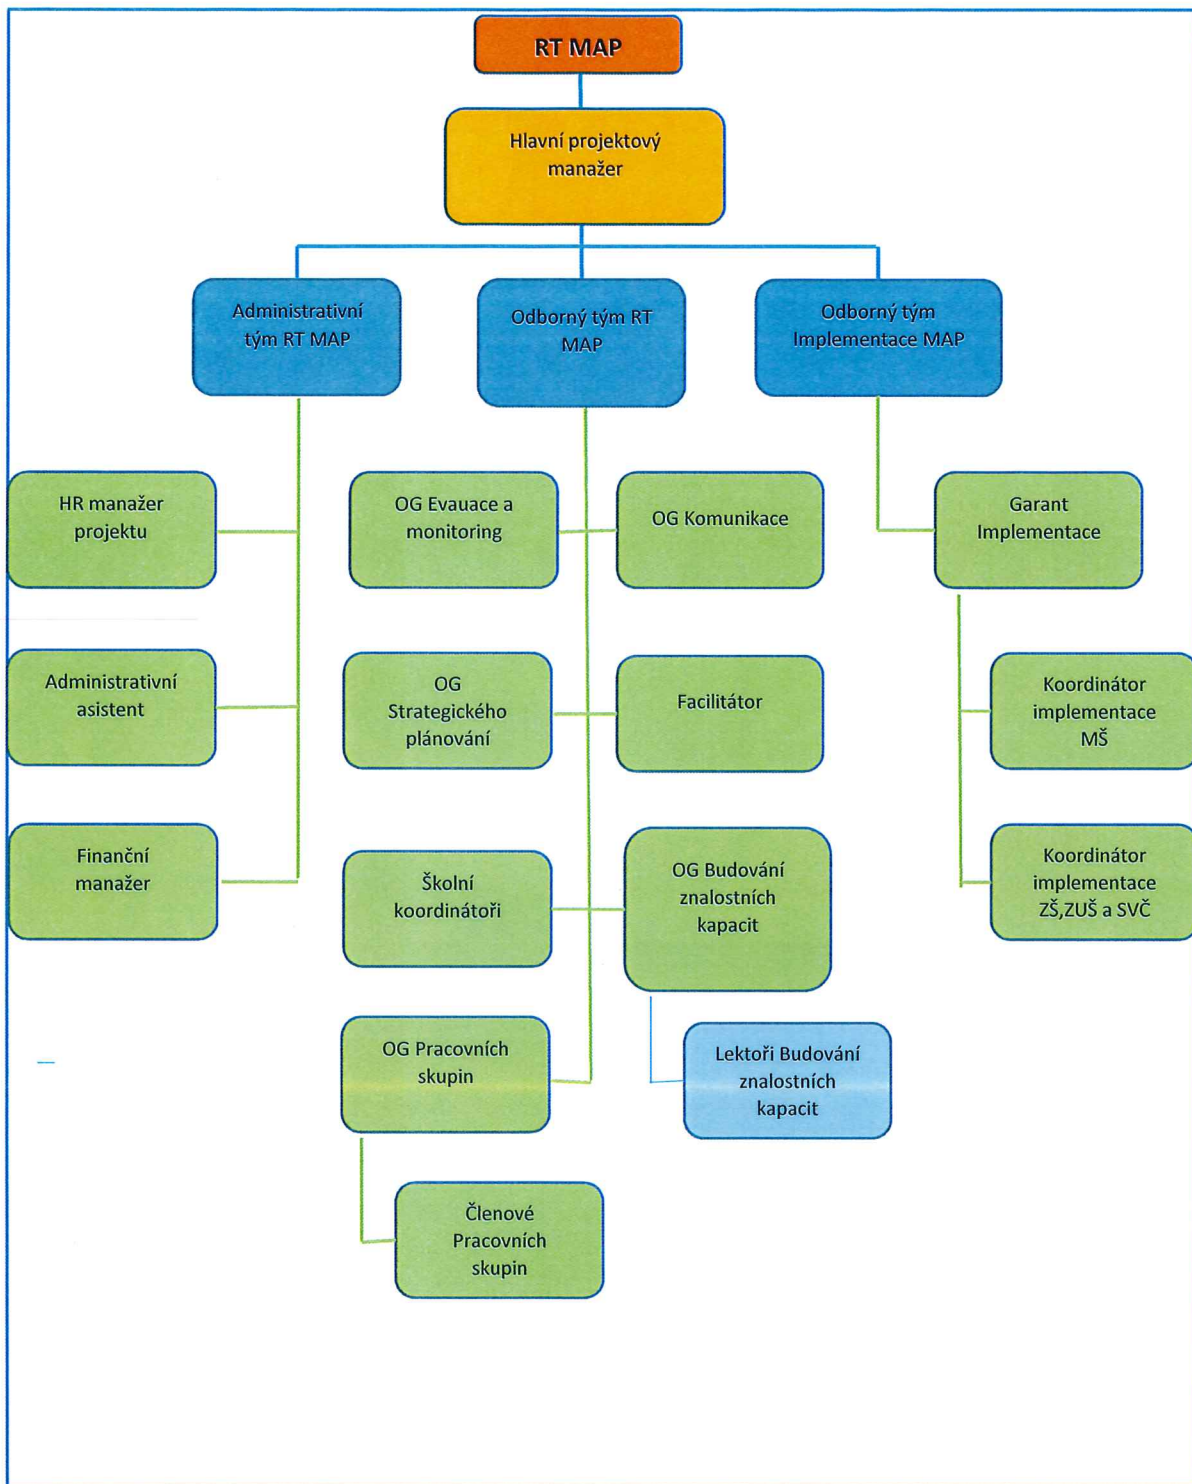 RT MAP
Hlavní projektový
manažer
Administrativní
tým RT MAP
Odborný tým RT
MAP
Odborný tým
Implementace MAP
HR manažer
projektu
OG Evauace a
monitoring
OG Komunikace
Garant
Implementace
Administrativní
asistent
OG
Strategického
plánování
Facilitátor
Koordinátor
implementace
MŠ
Finanční
manažer
Školní
koordinátoři
OG Budování
znalostních
kapacit
Koordinátor
implementace
ZŠ,ZUŠ a SVČ
OG Pracovních
skupin
Lektoři Budování
znalostních
kapacit
Členové
Pracovních
skupin